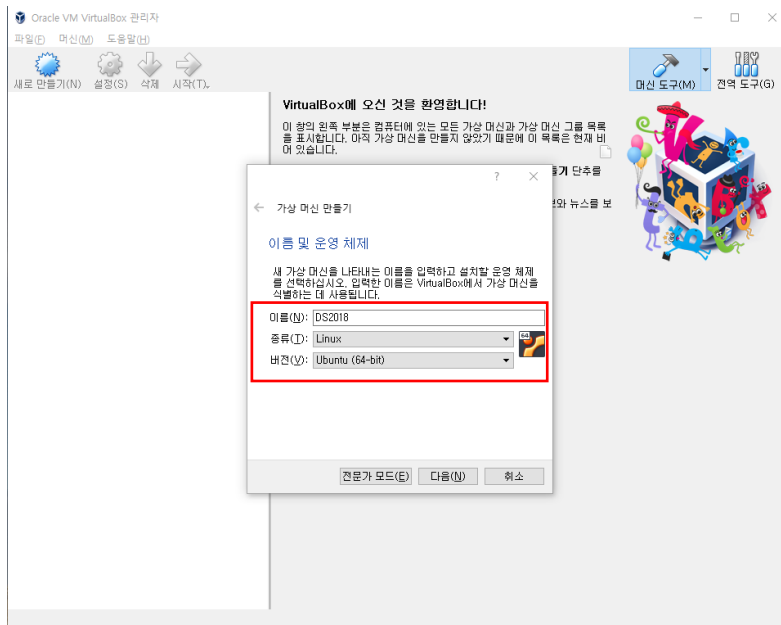 Oracle VM VirtualBox 관리자
파일(F) 머신(M) 도움말(H)
새로 만들기(N) 설정(S) 삭제 시작(T)
머신 도구(M) 전역 도구(G)
VirtualBox에 오신 것을 환영합니다!
이 창의 왼쪽 부분은 컴퓨터에 있는 모든 가상 머신과 가상 머신 그룹 목록
을 표시합니다. 아직 가상 머신을 만들지 않았기 때문에 이 목록은 현재 비
어 있습니다.
단추를
뉴스를 보
?
가상 머신 만들기
이름 및 운영 체제
새 가상 머신을 나타내는 이름을 입력하고 설치할 운영 체제
를 선택하십시오. 입력한 이름은 VirtualBox에서 가상 머신을
식별하는 데 사용됩니다.
이름(N): DS2018
종류(T): Linux
64
버전(V): Ubuntu (64-bit)
전문가 모드(E) 다음(N) 취소